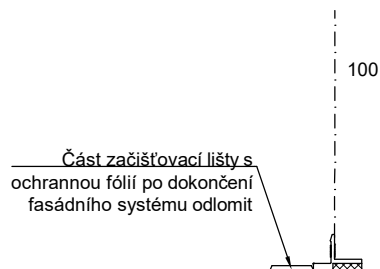 100
Část začišťovací lišty s
ochrannou fólií po dokončení
fasádního systému odlomit